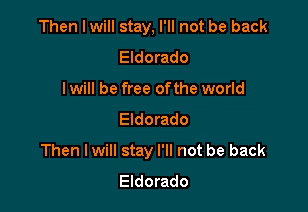 Then I will stay, I'll not be back
Eldorado
I will be free of the world
Eldorado
Then I will stay I'll not be back
Eldorado